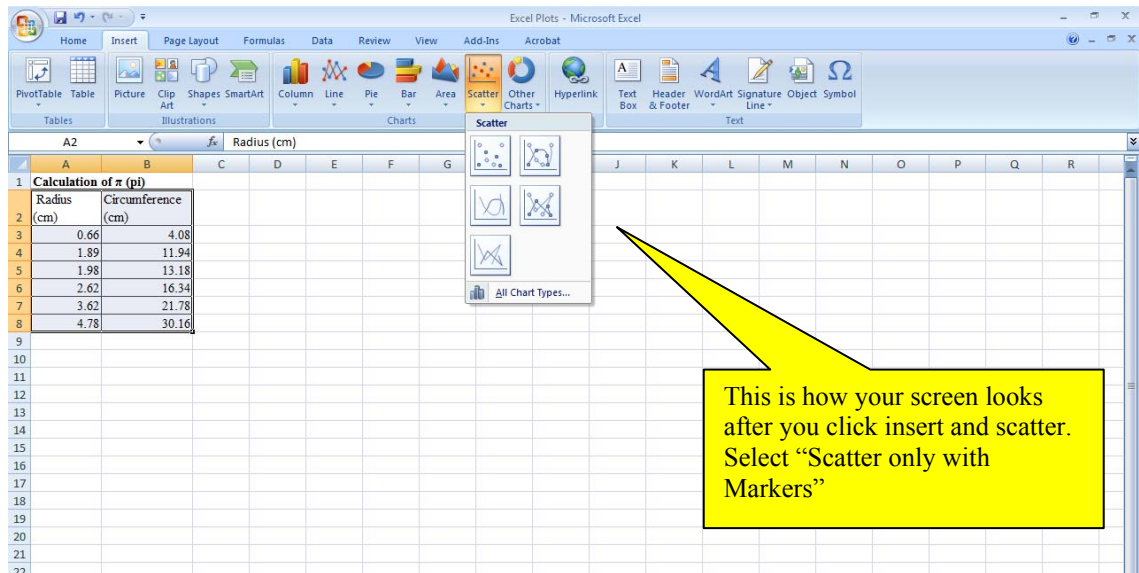 Excel Plots - Microsoft Excel
Home Insert Page Layout Formulas Data Review View Add-Ins Acrobat
PivotTable Table Picture Clip Art Shapes SmartArt Column Line Pie Bar Area Scatter Other Charts Hyperlink Text Box Header & Footer WordArt Signature Line Object Symbol
Tables Illustrations Charts Text
A2 fx Radius (cm)
Scatter
All Chart Types...
A B C D E F G J K L M N O P Q R
1 Calculation of π (pi)
Radius Circumference
2 (cm) (cm)
3 0.66 4.08
4 1.89 11.94
5 1.98 13.18
6 2.62 16.34
7 3.62 21.78
8 4.78 30.16
9
10
11
12
13
14
15
16
17
18
19
20
21
22
This is how your screen looks
after you click insert and scatter.
Select “Scatter only with
Markers”